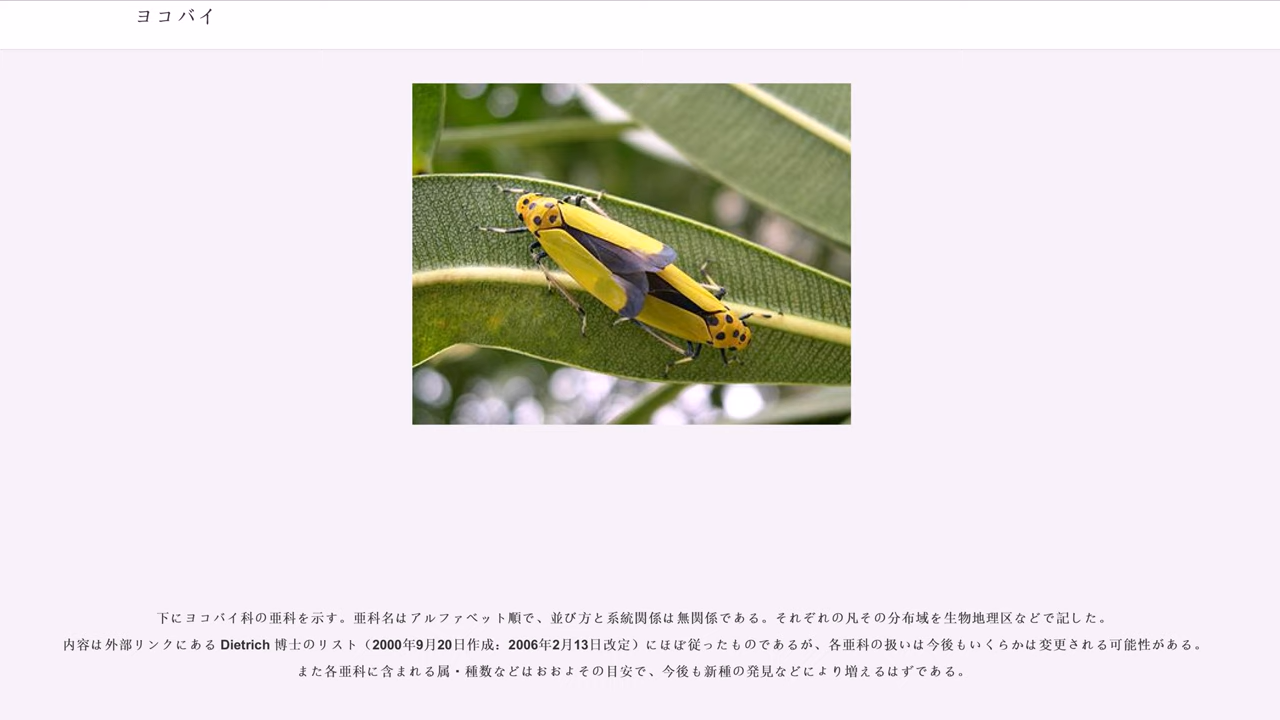 ヨコバイ
下にヨコバイ科の亜科を示す。亜科名はアルファベット順で、並び方と系統関係は無関係である。それぞれの凡その分布域を生物地理区などで記した。
内容は外部リンクにある Dietrich 博士のリスト（2000年9月20日作成：2006年2月13日改定）にほぼ従ったものであるが、各亜科の扱いは今後もいくらかは変更される可能性がある。
また各亜科に含まれる属・種数などはおおよその目安で、今後も新種の発見などにより増えるはずである。